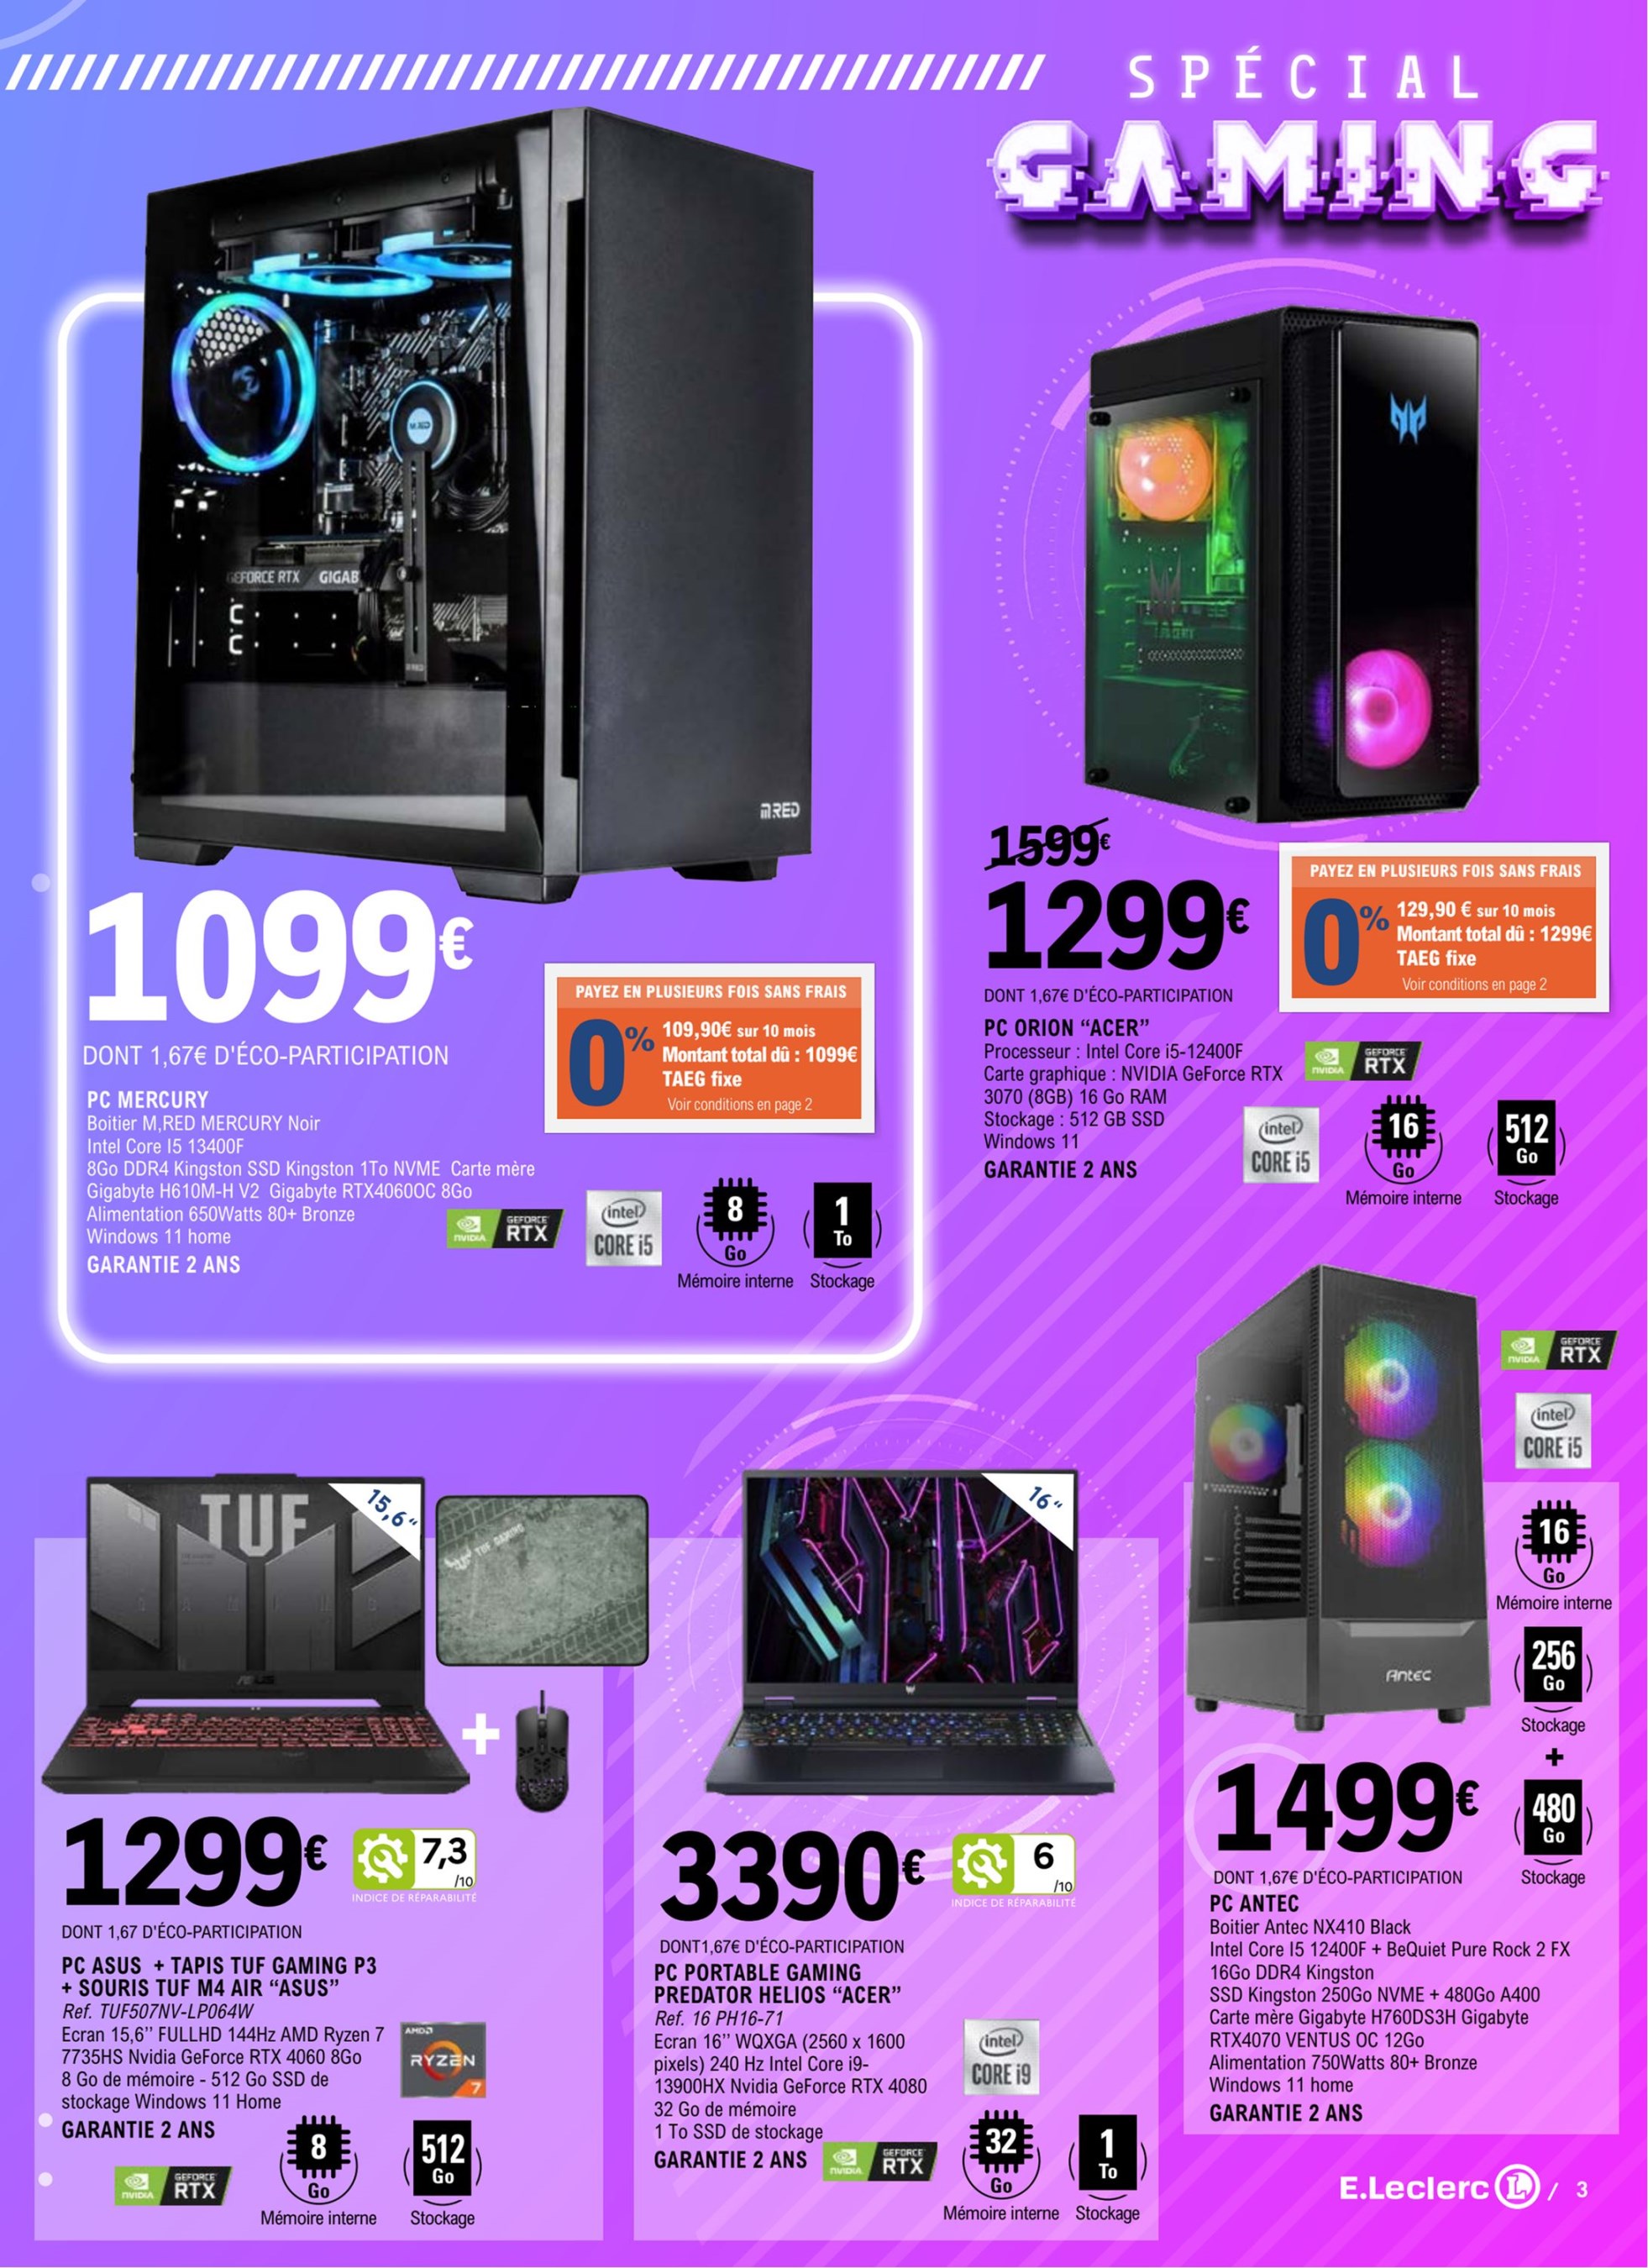 SPÉCIAL
GAMING
GEFORCE RTX GIGAB
M.RED
MRED
1099€
DONT 1,67€ D'ÉCO-PARTICIPATION
PC MERCURY
Boitier M,RED MERCURY Noir
Intel Core I5 13400F
8Go DDR4 Kingston SSD Kingston 1To NVME Carte mère
Gigabyte H610M-H V2 Gigabyte RTX4060OC 8Go
Alimentation 650Watts 80+ Bronze
Windows 11 home
GARANTIE 2 ANS
PAYEZ EN PLUSIEURS FOIS SANS FRAIS
0%
109,90€ sur 10 mois
Montant total dû : 1099€
TAEG fixe
Voir conditions en page 2
NVIDIA GEFORCE RTX
intel CORE i5
8 Go
Mémoire interne
1 To
Stockage
1599€
1299€
DONT 1,67€ D'ÉCO-PARTICIPATION
PC ORION “ACER”
Processeur : Intel Core i5-12400F
Carte graphique : NVIDIA GeForce RTX
3070 (8GB) 16 Go RAM
Stockage : 512 GB SSD
Windows 11
GARANTIE 2 ANS
PAYEZ EN PLUSIEURS FOIS SANS FRAIS
0%
129,90 € sur 10 mois
Montant total dû : 1299€
TAEG fixe
Voir conditions en page 2
NVIDIA GEFORCE RTX
intel CORE i5
16 Go
Mémoire interne
512 Go
Stockage
TUF
15,6“
ASUS
TUF GAMING
+
1299€
7,3 /10
INDICE DE RÉPARABILITÉ
DONT 1,67 D'ÉCO-PARTICIPATION
PC ASUS + TAPIS TUF GAMING P3
+ SOURIS TUF M4 AIR “ASUS”
Ref. TUF507NV-LP064W
Ecran 15,6’’ FULLHD 144Hz AMD Ryzen 7
7735HS Nvidia GeForce RTX 4060 8Go
8 Go de mémoire - 512 Go SSD de
stockage Windows 11 Home
GARANTIE 2 ANS
AMD RYZEN 7
NVIDIA GEFORCE RTX
8 Go
Mémoire interne
512 Go
Stockage
16“
3390€
6 /10
INDICE DE RÉPARABILITÉ
DONT1,67€ D'ÉCO-PARTICIPATION
PC PORTABLE GAMING
PREDATOR HELIOS “ACER”
Ref. 16 PH16-71
Ecran 16’’ WQXGA (2560 x 1600
pixels) 240 Hz Intel Core i9-
13900HX Nvidia GeForce RTX 4080
32 Go de mémoire
1 To SSD de stockage
GARANTIE 2 ANS
intel CORE i9
NVIDIA GEFORCE RTX
32 Go
Mémoire interne
1 To
Stockage
Antec
NVIDIA GEFORCE RTX
intel CORE i5
16 Go
Mémoire interne
256 Go
Stockage
+
480 Go
Stockage
1499€
DONT 1,67€ D'ÉCO-PARTICIPATION
PC ANTEC
Boitier Antec NX410 Black
Intel Core I5 12400F + BeQuiet Pure Rock 2 FX
16Go DDR4 Kingston
SSD Kingston 250Go NVME + 480Go A400
Carte mère Gigabyte H760DS3H Gigabyte
RTX4070 VENTUS OC 12Go
Alimentation 750Watts 80+ Bronze
Windows 11 home
GARANTIE 2 ANS
E.Leclerc L / 3